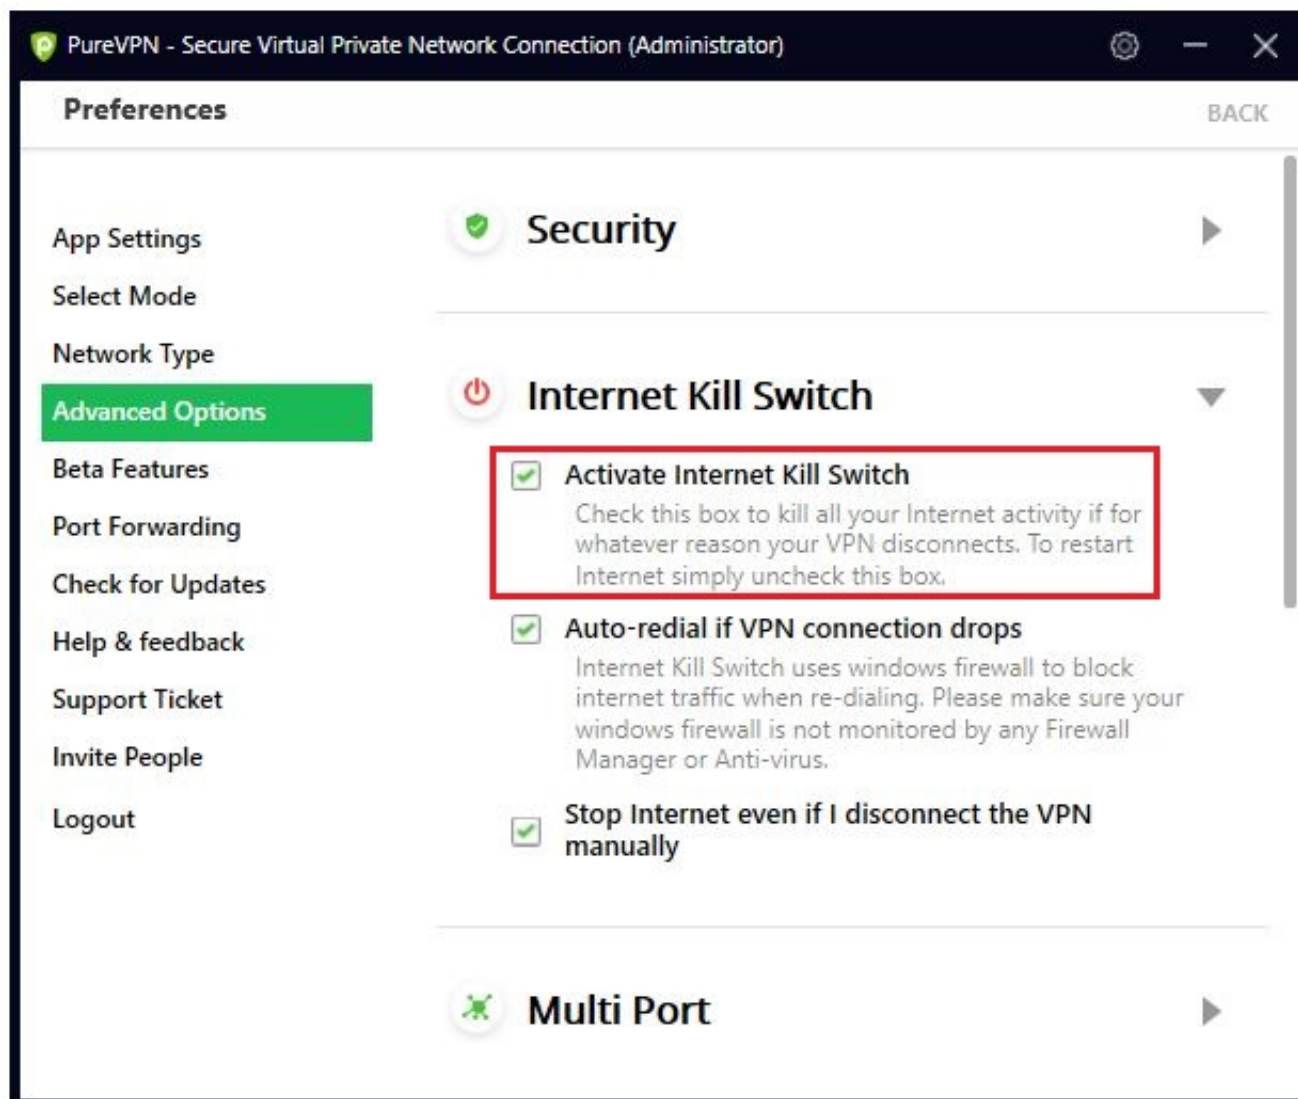 PureVPN - Secure Virtual Private Network Connection (Administrator)
Preferences
BACK
App Settings
Select Mode
Network Type
Advanced Options
Beta Features
Port Forwarding
Check for Updates
Help & feedback
Support Ticket
Invite People
Logout
Security
Internet Kill Switch
Activate Internet Kill Switch
Check this box to kill all your Internet activity if for
whatever reason your VPN disconnects. To restart
Internet simply uncheck this box.
Auto-redial if VPN connection drops
Internet Kill Switch uses windows firewall to block
internet traffic when re-dialing. Please make sure your
windows firewall is not monitored by any Firewall
Manager or Anti-virus.
Stop Internet even if I disconnect the VPN
manually
Multi Port